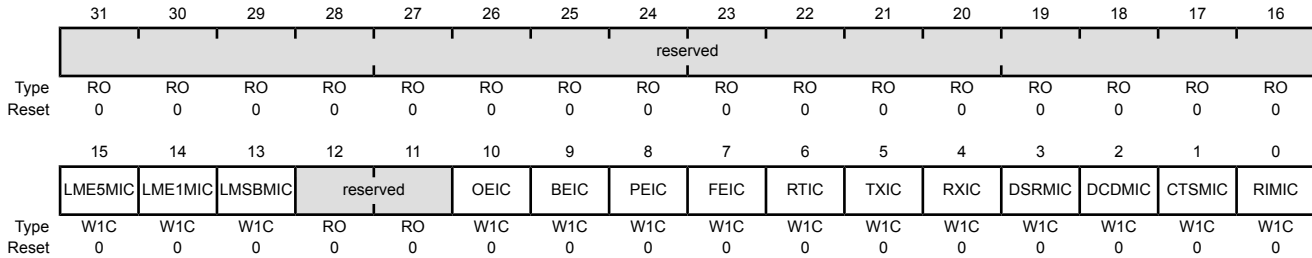 31 30 29 28 27 26 25 24 23 22 21 20 19 18 17 16
reserved
Type RO RO RO RO RO RO RO RO RO RO RO RO RO RO RO RO
Reset 0 0 0 0 0 0 0 0 0 0 0 0 0 0 0 0
15 14 13 12 11 10 9 8 7 6 5 4 3 2 1 0
LME5MIC LME1MIC LMSBMIC reserved OEIC BEIC PEIC FEIC RTIC TXIC RXIC DSRMIC DCDMIC CTSMIC RIMIC
Type W1C W1C W1C RO RO W1C W1C W1C W1C W1C W1C W1C W1C W1C W1C W1C
Reset 0 0 0 0 0 0 0 0 0 0 0 0 0 0 0 0